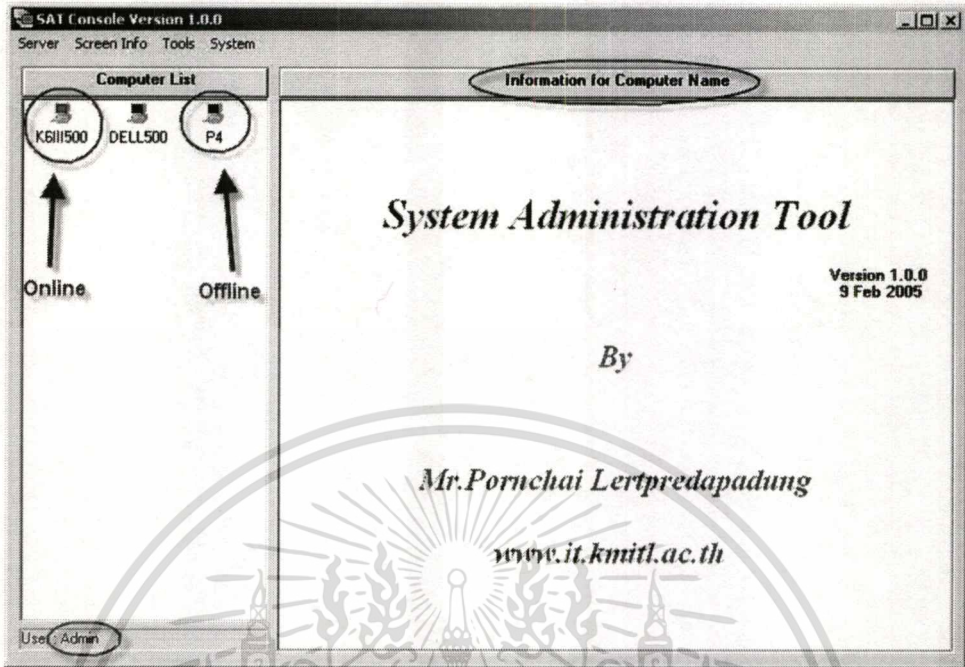 SAT Console Version 1.0.0
Server Screen Info Tools System
Computer List
Information for Computer Name
K6III500 DELL500 P4
Online Offline
System Administration Tool
Version 1.0.0
9 Feb 2005
By
Mr.Pornchai Lertpredapadung
www.it.kmitl.ac.th
User : Admin